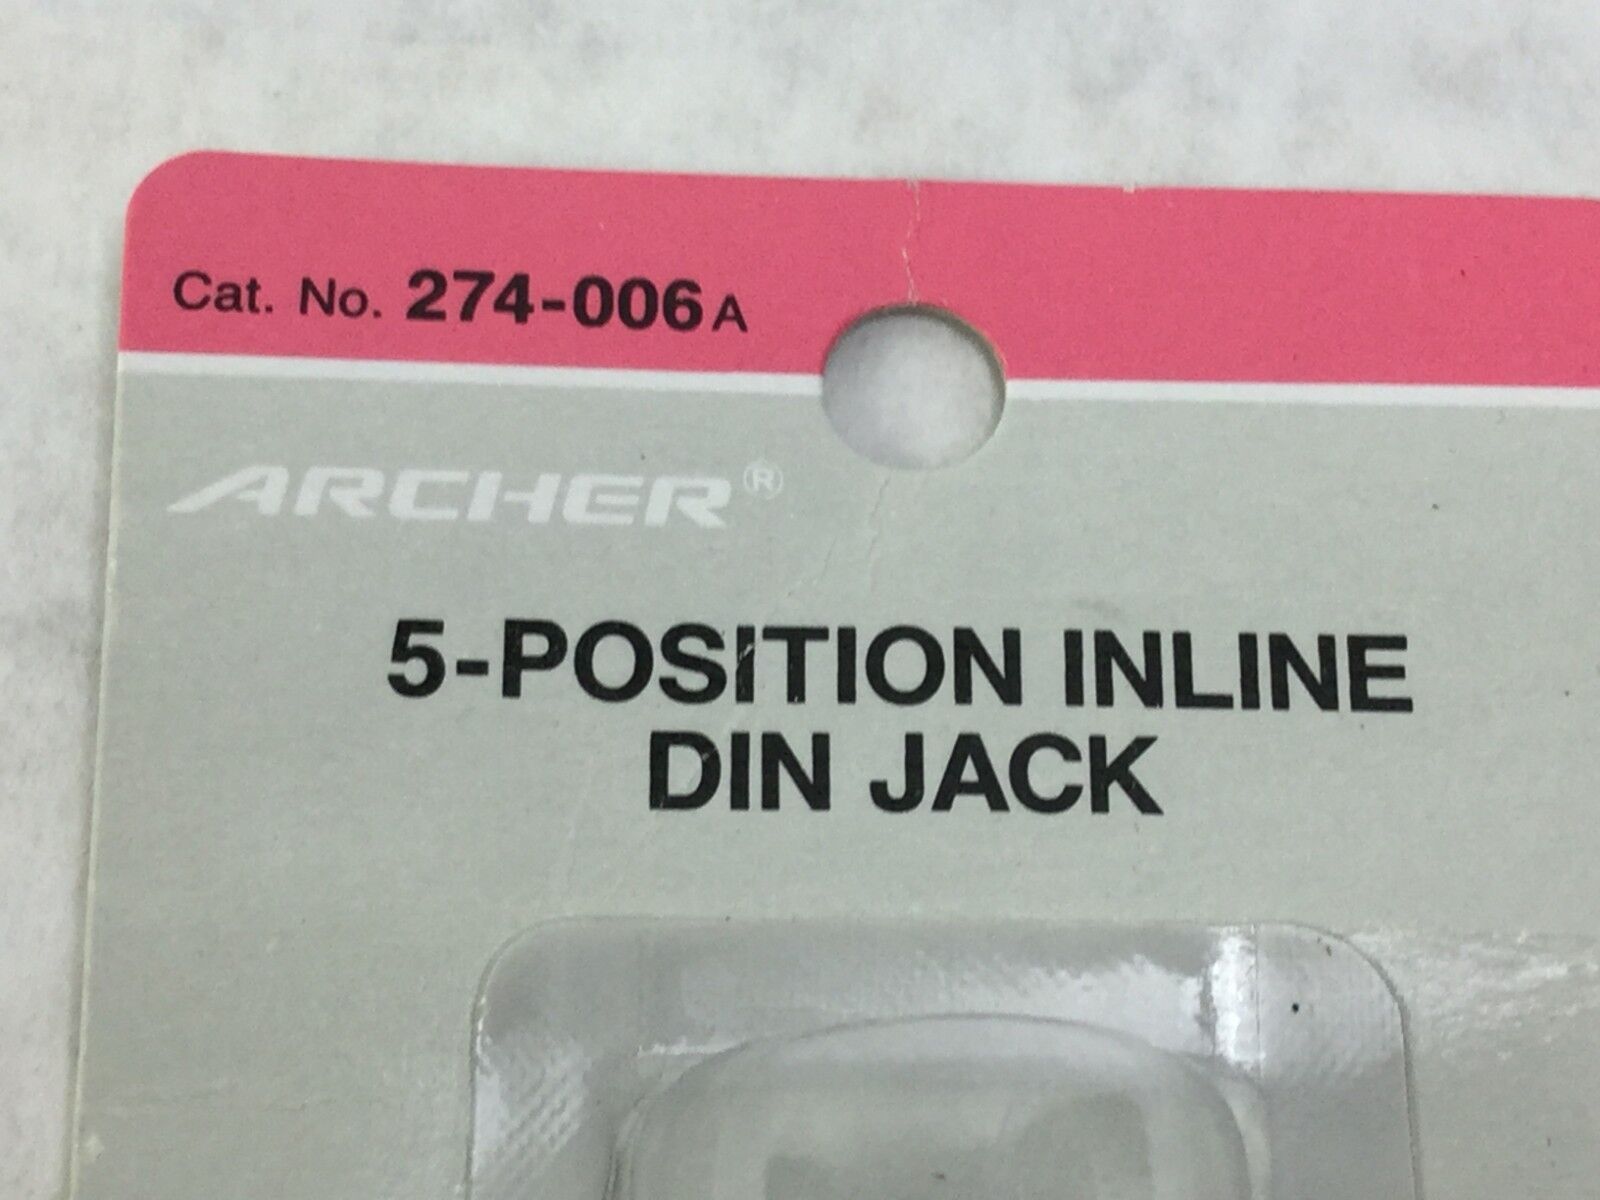 Cat. No. 274-006A
ARCHER®
5-POSITION INLINE
DIN JACK